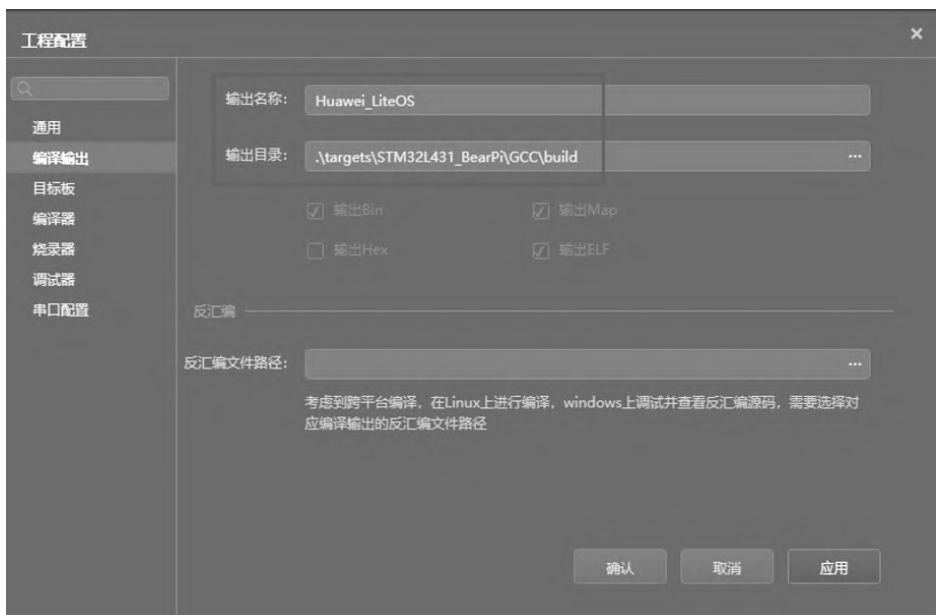 工程配置
通用
编译输出
目标板
编译器
烧录器
调试器
串口配置
输出名称: Huawei_LiteOS
输出目录: .\targets\STM32L431_BearPi\GCC\build
输出Bin 输出Map
输出Hex 输出ELF
反汇编
反汇编文件路径:
考虑到跨平台编译，在Linux上进行编译，windows上调试并查看反汇编源码，需要选择对
应编译输出的反汇编文件路径
确认 取消 应用